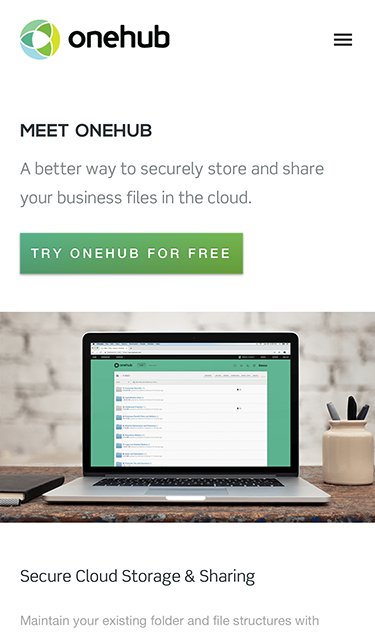 onehub
MEET ONEHUB
A better way to securely store and share
your business files in the cloud.
TRY ONEHUB FOR FREE
onehub
Secure Cloud Storage & Sharing
Maintain your existing folder and file structures with